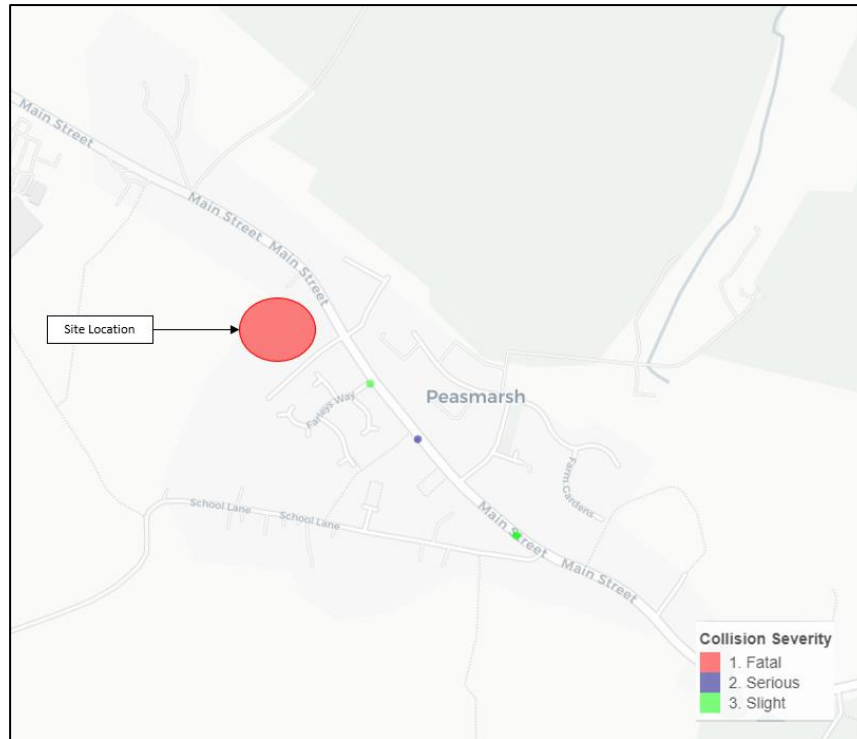 Main Street
Main Street
Main Street
Site Location
Peasmarsh
Farleys Way
Farm Gardens
School Lane
School Lane
Main Street
Main Street
Collision Severity
1. Fatal
2. Serious
3. Slight